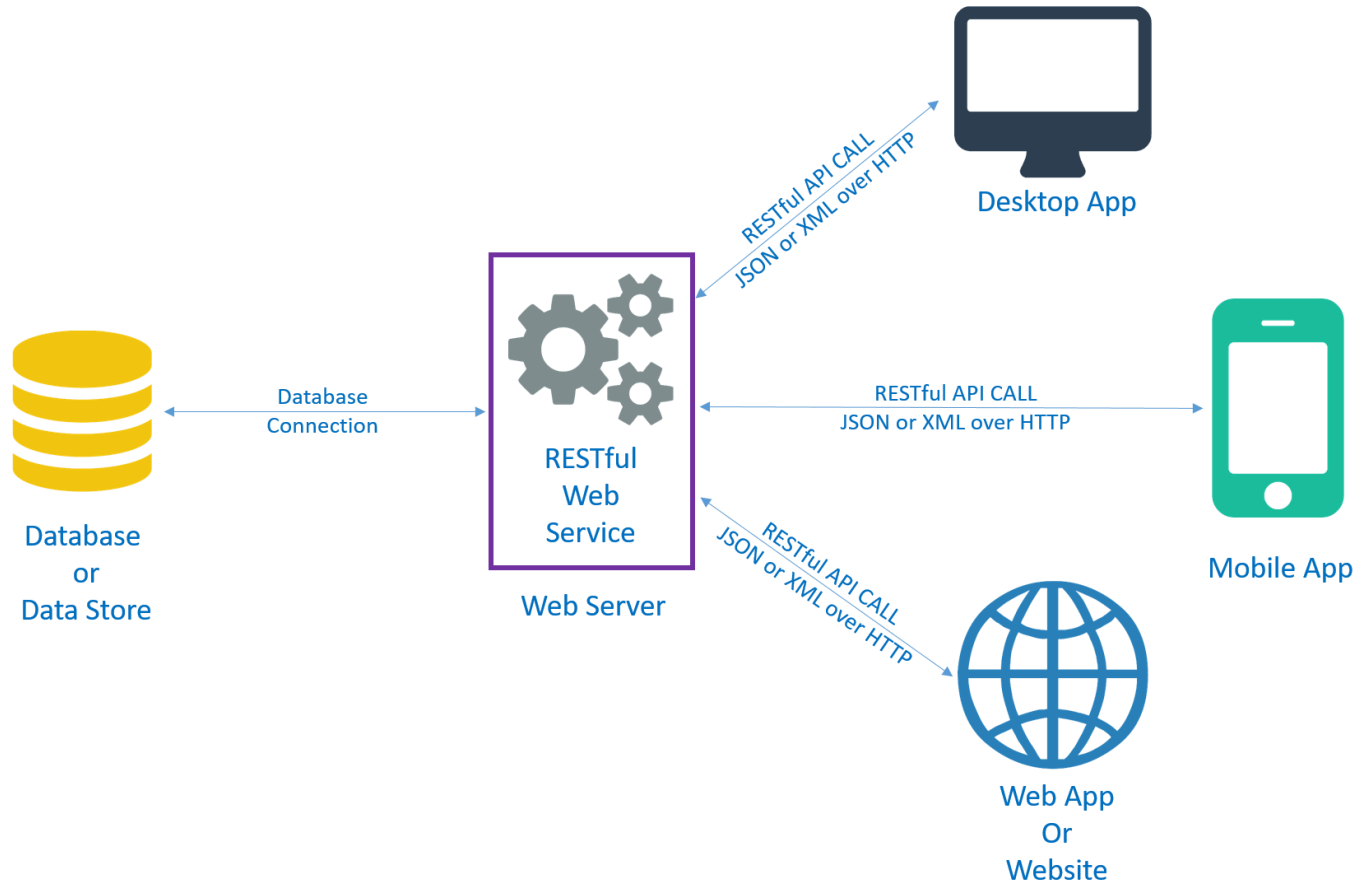 RESTful API CALL
JSON or XML over HTTP
Desktop App
Database
Connection
RESTful
Web
Service
Web Server
RESTful API CALL
JSON or XML over HTTP
Database
or
Data Store
Mobile App
RESTful API CALL
JSON or XML over HTTP
Web App
Or
Website